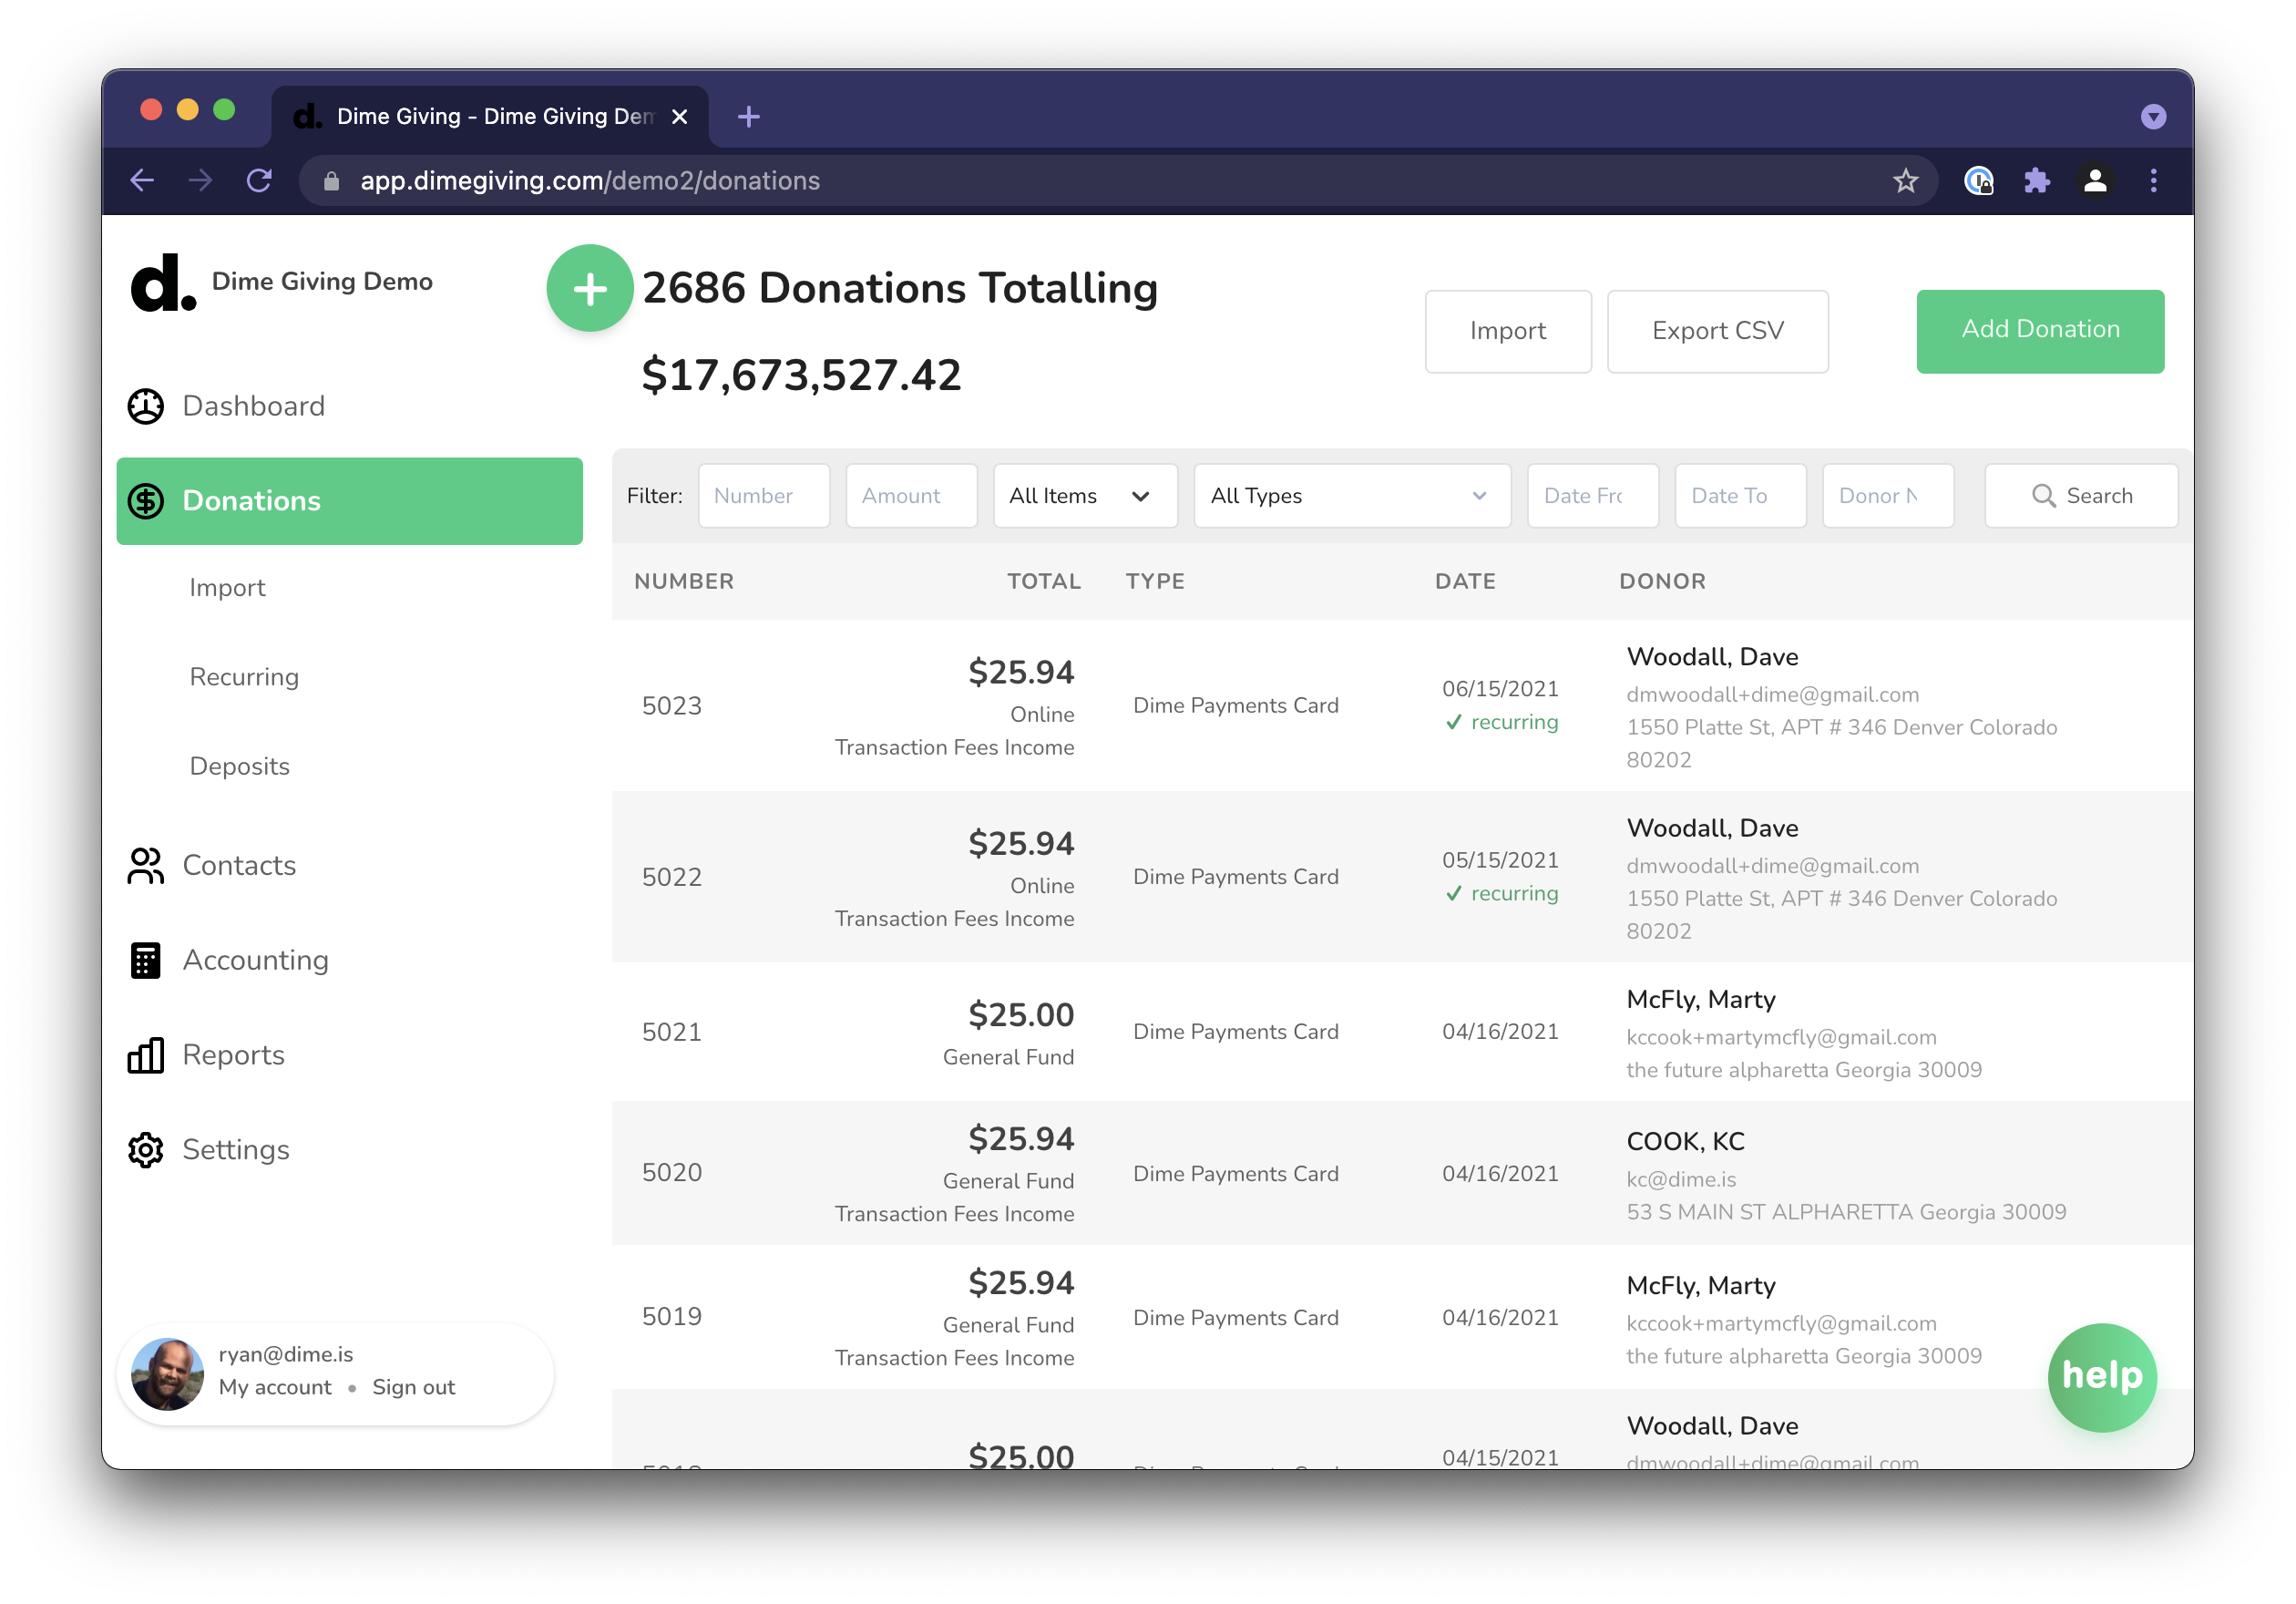 d. Dime Giving - Dime Giving Dem
app.dimegiving.com/demo2/donations
d. Dime Giving Demo
Dashboard
Donations
Import
Recurring
Deposits
Contacts
Accounting
Reports
Settings
ryan@dime.is
My account • Sign out
2686 Donations Totalling
$17,673,527.42
Import
Export CSV
Add Donation
Filter: Number Amount All Items All Types Date Fro Date To Donor N Search
NUMBER TOTAL TYPE DATE DONOR
5023
$25.94
Online
Transaction Fees Income
Dime Payments Card
06/15/2021
✓ recurring
Woodall, Dave
dmwoodall+dime@gmail.com
1550 Platte St, APT # 346 Denver Colorado
80202
5022
$25.94
Online
Transaction Fees Income
Dime Payments Card
05/15/2021
✓ recurring
Woodall, Dave
dmwoodall+dime@gmail.com
1550 Platte St, APT # 346 Denver Colorado
80202
5021
$25.00
General Fund
Dime Payments Card
04/16/2021
McFly, Marty
kccook+martymcfly@gmail.com
the future alpharetta Georgia 30009
5020
$25.94
General Fund
Transaction Fees Income
Dime Payments Card
04/16/2021
COOK, KC
kc@dime.is
53 S MAIN ST ALPHARETTA Georgia 30009
5019
$25.94
General Fund
Transaction Fees Income
Dime Payments Card
04/16/2021
McFly, Marty
kccook+martymcfly@gmail.com
the future alpharetta Georgia 30009
$25.00
04/15/2021
Woodall, Dave
dmwoodall+dime@gmail.com
help